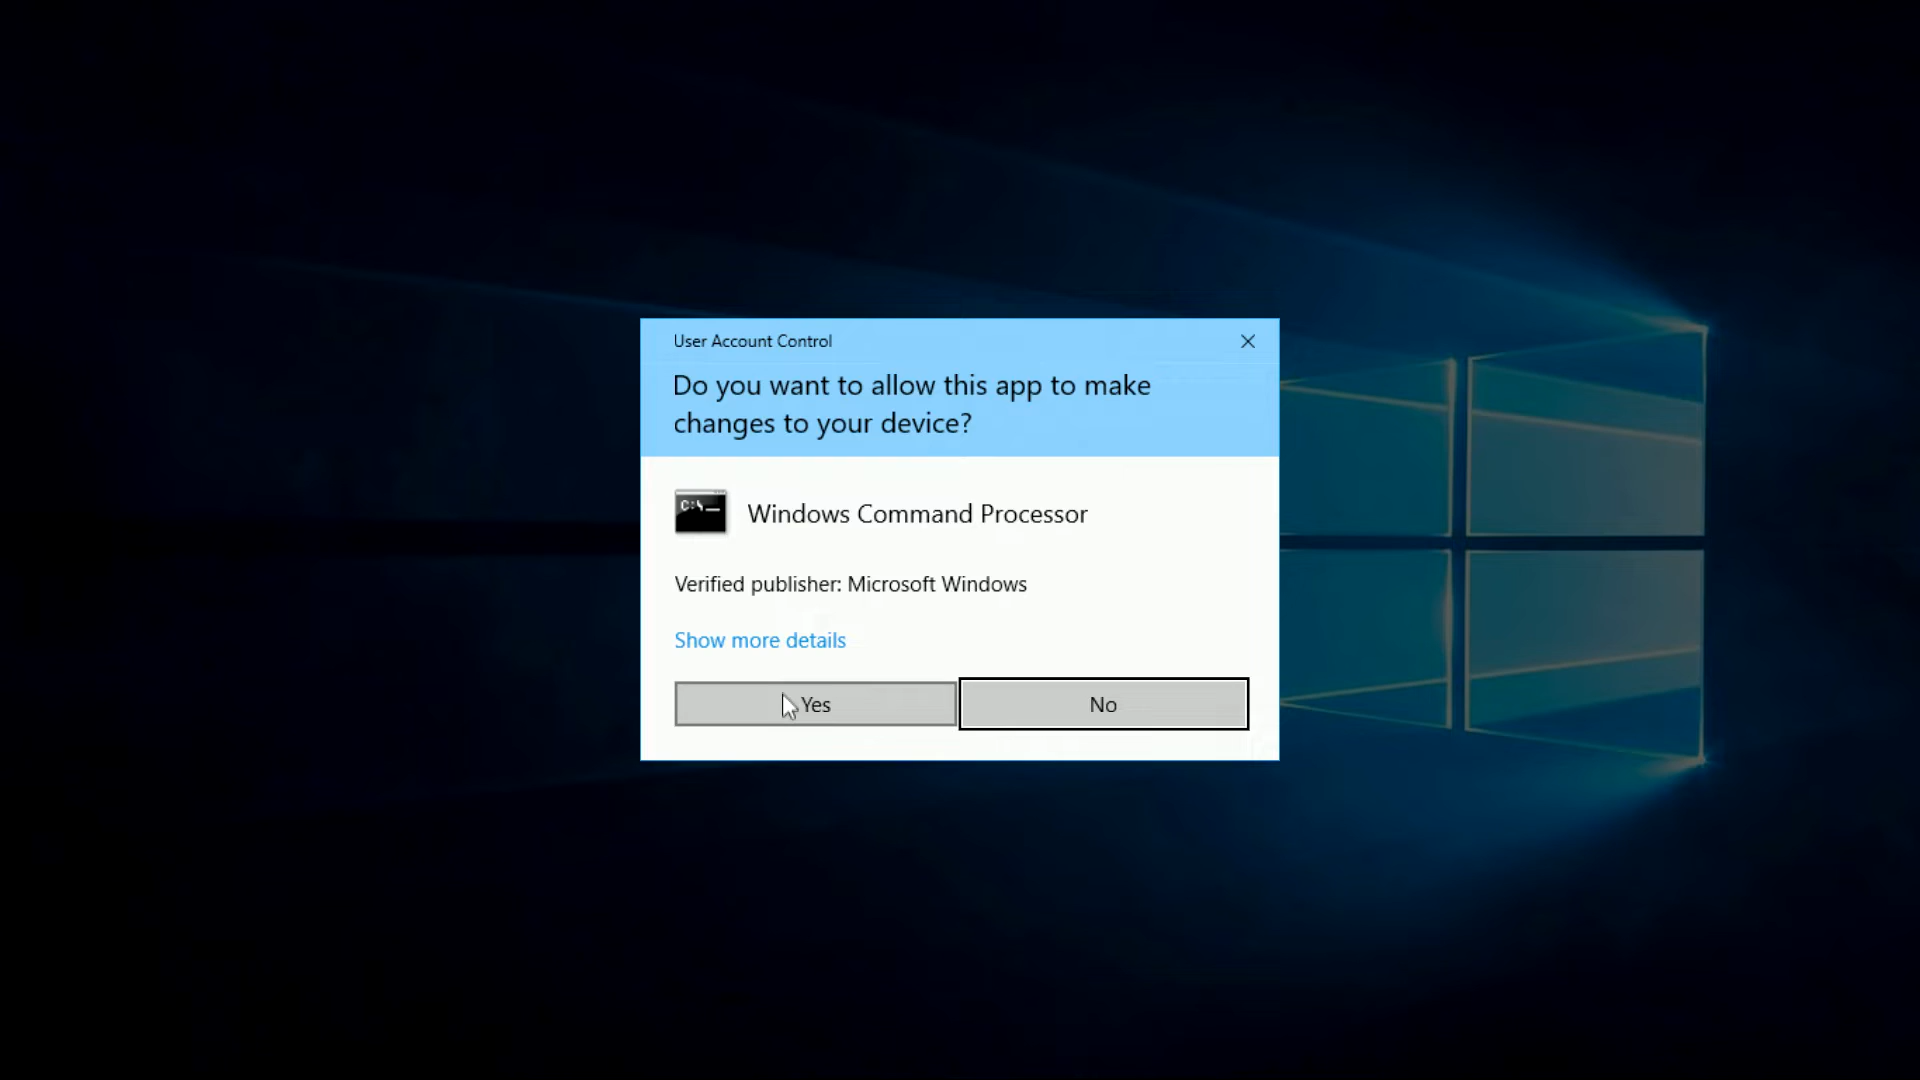 User Account Control
Do you want to allow this app to make
changes to your device?
C:\_
Windows Command Processor
Verified publisher: Microsoft Windows
Show more details
Yes
No